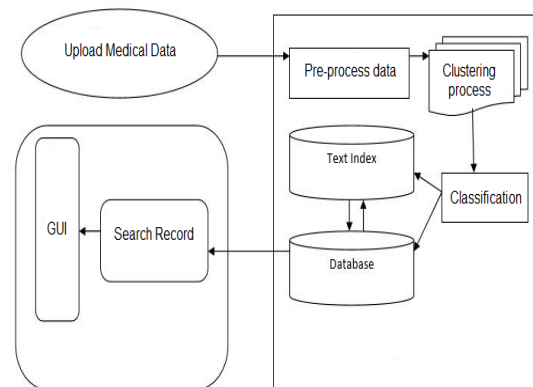 Upload Medical Data
Pre-process data
Clustering
process
Text Index
Classification
GUI
Search Record
Database